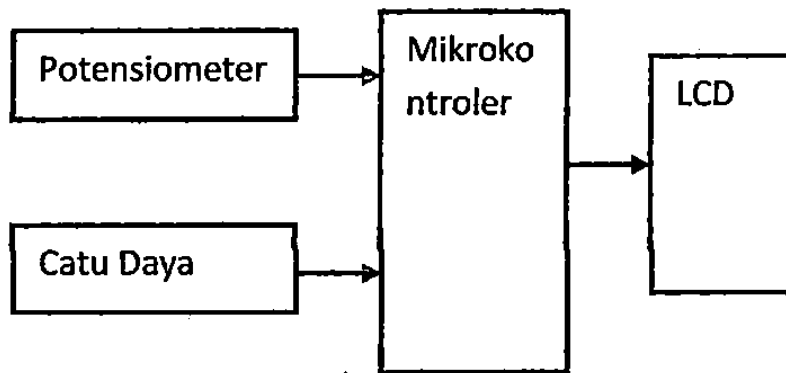 Potensiometer
Mikroko
ntroler
LCD
Catu Daya